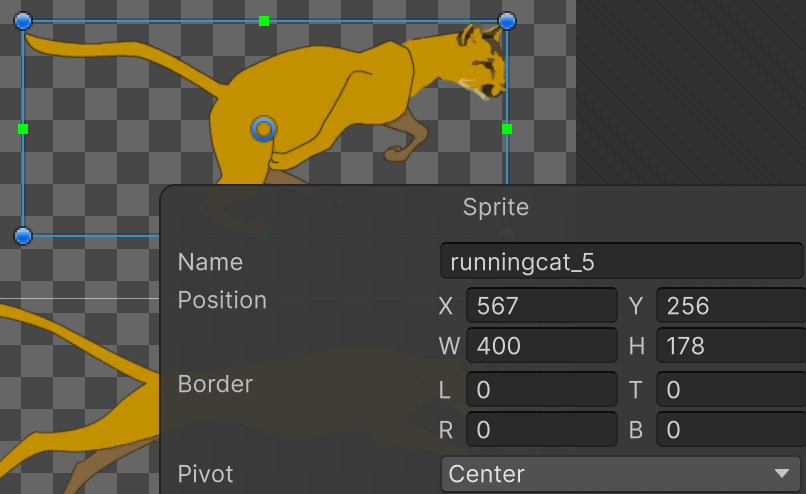 Sprite
Name runningcat_5
Position X 567 Y 256
W 400 H 178
Border L 0 T 0
R 0 B 0
Pivot Center